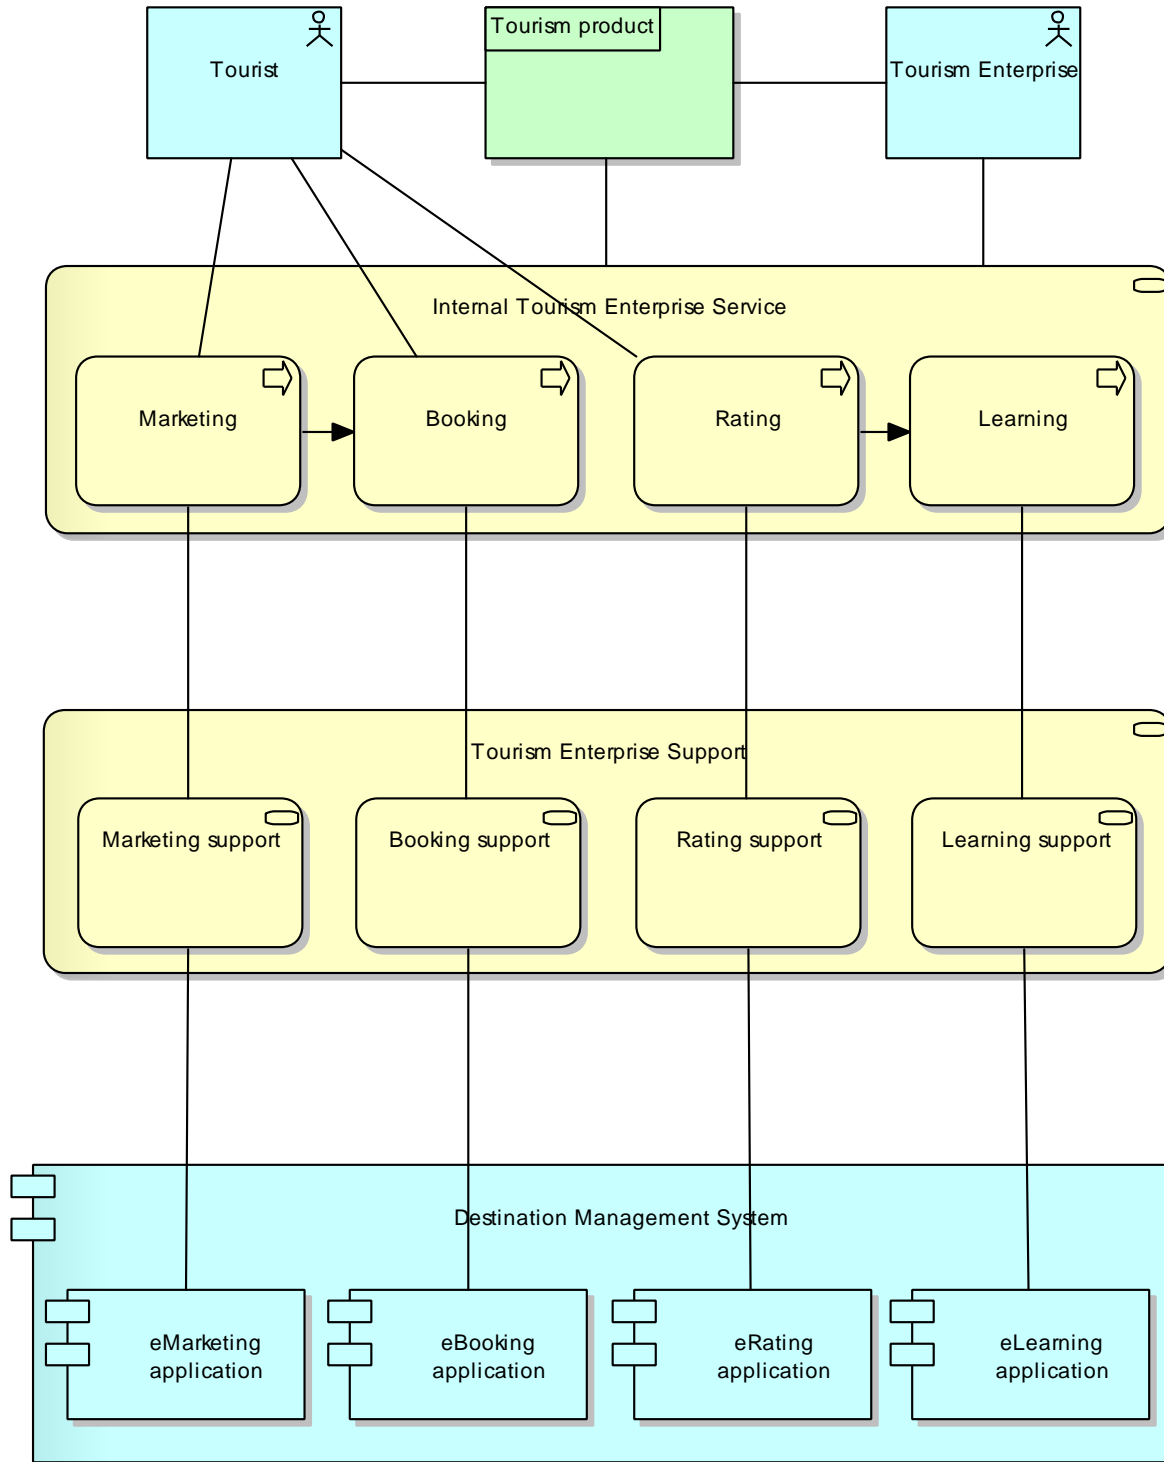 Tourist
Tourism product
Tourism Enterprise
Internal Tourism Enterprise Service
Marketing
Booking
Rating
Learning
Tourism Enterprise Support
Marketing support
Booking support
Rating support
Learning support
Destination Management System
eMarketing
application
eBooking
application
eRating
application
eLearning
application